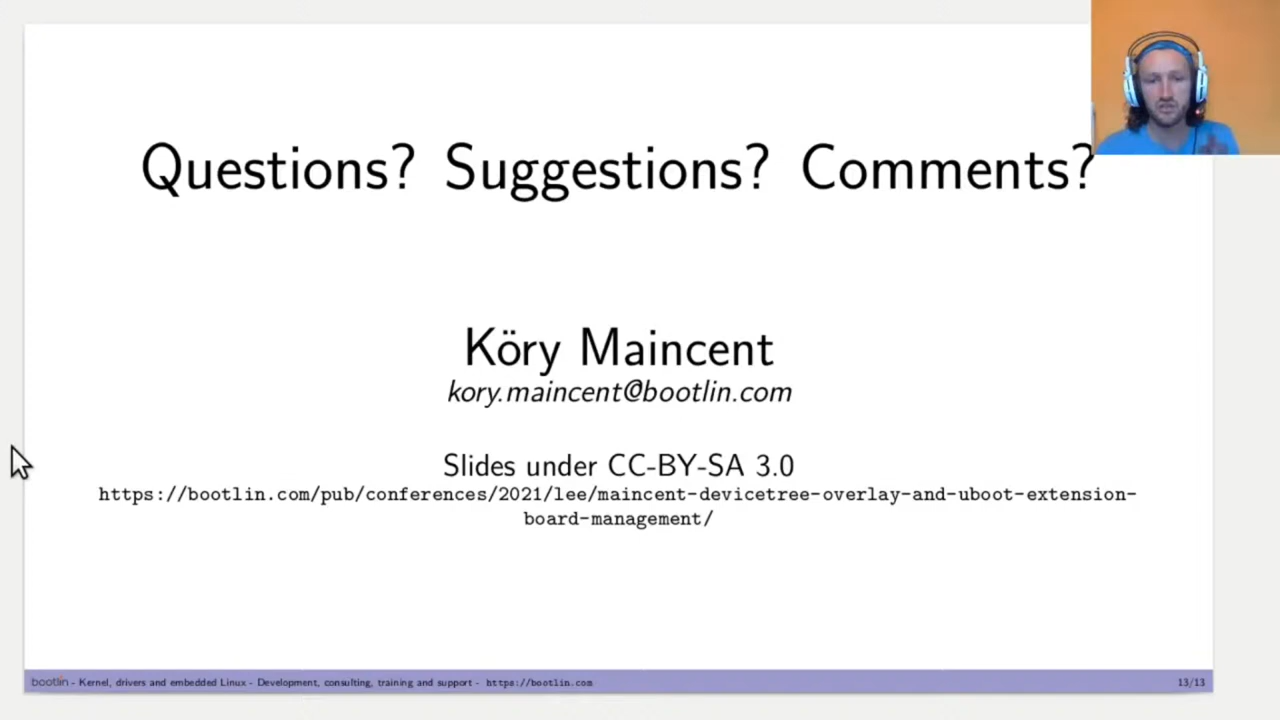 Questions? Suggestions? Comments?
Köry Maincent
kory.maincent@bootlin.com
Slides under CC-BY-SA 3.0
https://bootlin.com/pub/conferences/2021/lee/maincent-devicetree-overlay-and-uboot-extension-
board-management/
bootlin - Kernel, drivers and embedded Linux - Development, consulting, training and support - https://bootlin.com
13/13